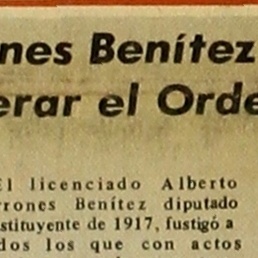 nes Benítez
erar el Orde
El licenciado Alberto
rrones Benítez diputado
stituyente de 1917, fustigó a
dos los que con actos